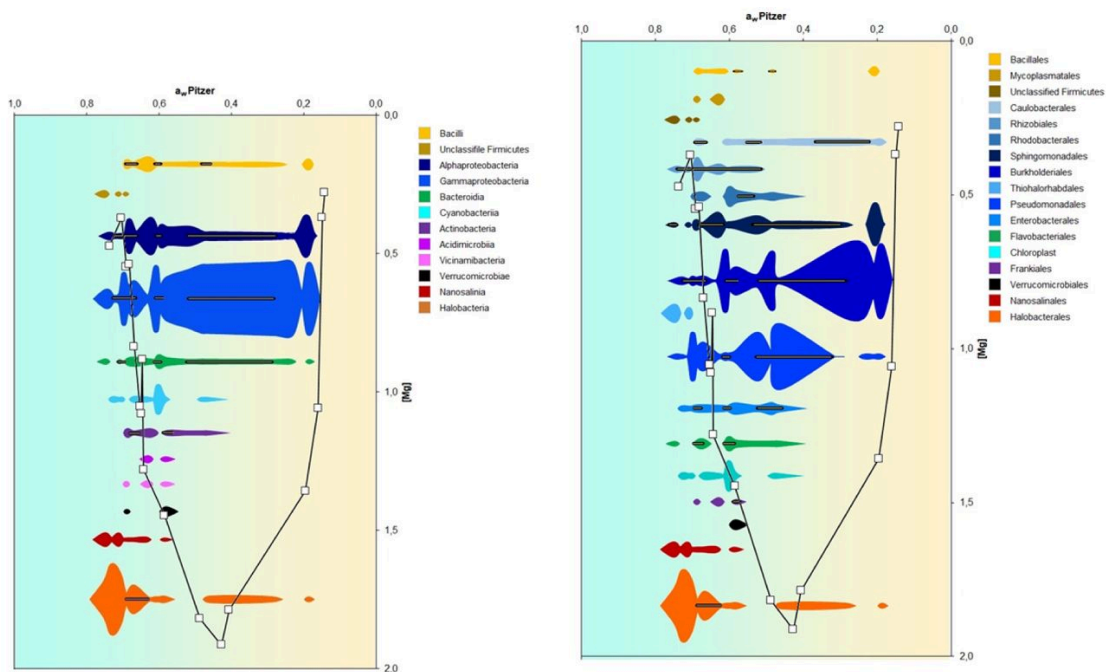 a_w Pitzer
1,0 0,8 0,6 0,4 0,2 0,0
0,0
0,5
1,0
[Mg]
1,5
2,0
Bacilli
Unclassifile Firmicutes
Alphaproteobacteria
Gammaproteobacteria
Bacteroidia
Cyanobacteriia
Actinobacteria
Acidimicrobiia
Vicinamibacteria
Verrucomicrobiae
Nanosalinia
Halobacteria
a_w Pitzer
1,0 0,8 0,6 0,4 0,2 0,0
0,0
0,5
1,0
[Mg]
1,5
2,0
Bacillales
Mycoplasmatales
Unclassified Firmicutes
Caulobacterales
Rhizobiales
Rhodobacterales
Sphingomonadales
Burkholderiales
Thiohalorhabdales
Pseudomonadales
Enterobacterales
Flavobacteriales
Chloroplast
Frankiales
Verrucomicrobiales
Nanosalinales
Halobacterales